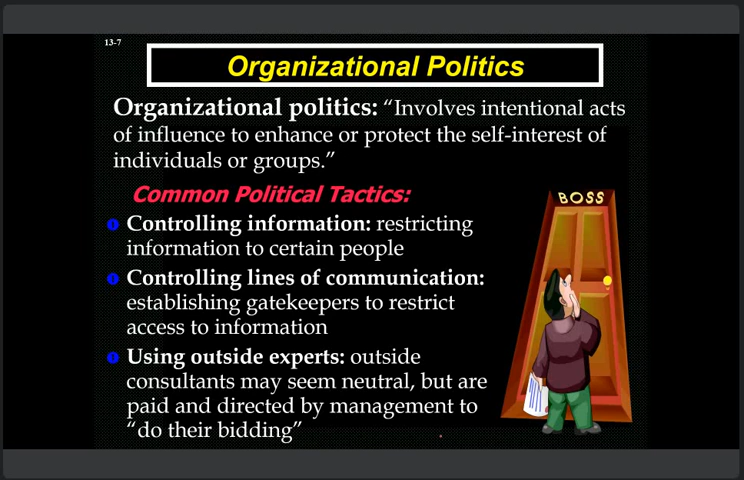 13-7
Organizational Politics
Organizational politics: “Involves intentional acts
of influence to enhance or protect the self-interest of
individuals or groups.”
Common Political Tactics:
Controlling information: restricting
information to certain people
Controlling lines of communication:
establishing gatekeepers to restrict
access to information
Using outside experts: outside
consultants may seem neutral, but are
paid and directed by management to
“do their bidding”
BOSS